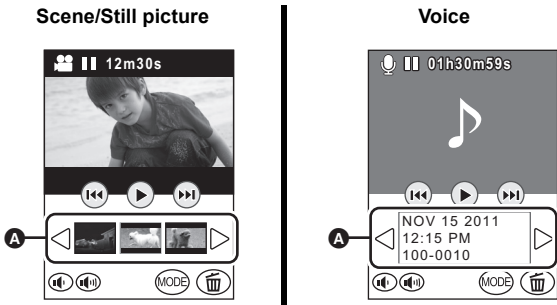 Scene/Still picture
12m30s
A
MODE
Voice
01h30m59s
A
NOV 15 2011
12:15 PM
100-0010
MODE